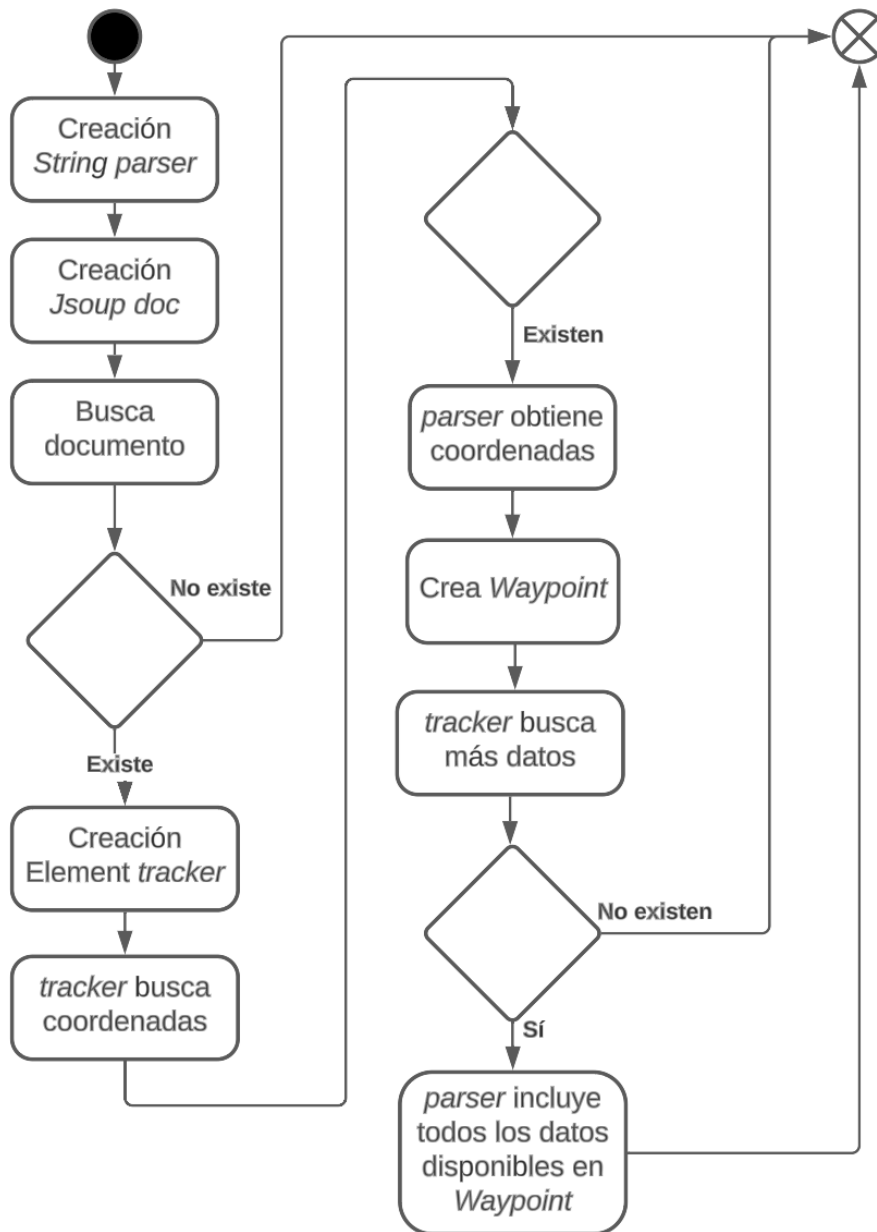 Creación
String parser
Creación
Jsoup doc
Busca
documento
No existe
Existe
Creación
Element tracker
tracker busca
coordenadas
Existen
parser obtiene
coordenadas
Crea Waypoint
tracker busca
más datos
No existen
Sí
parser incluye
todos los datos
disponibles en
Waypoint